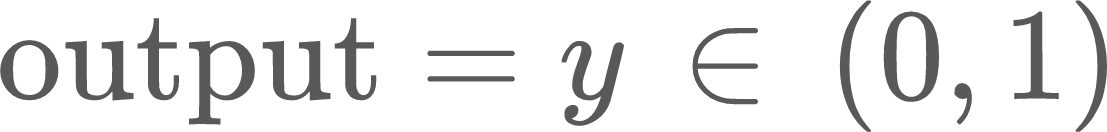 output = y ∈ (0, 1)